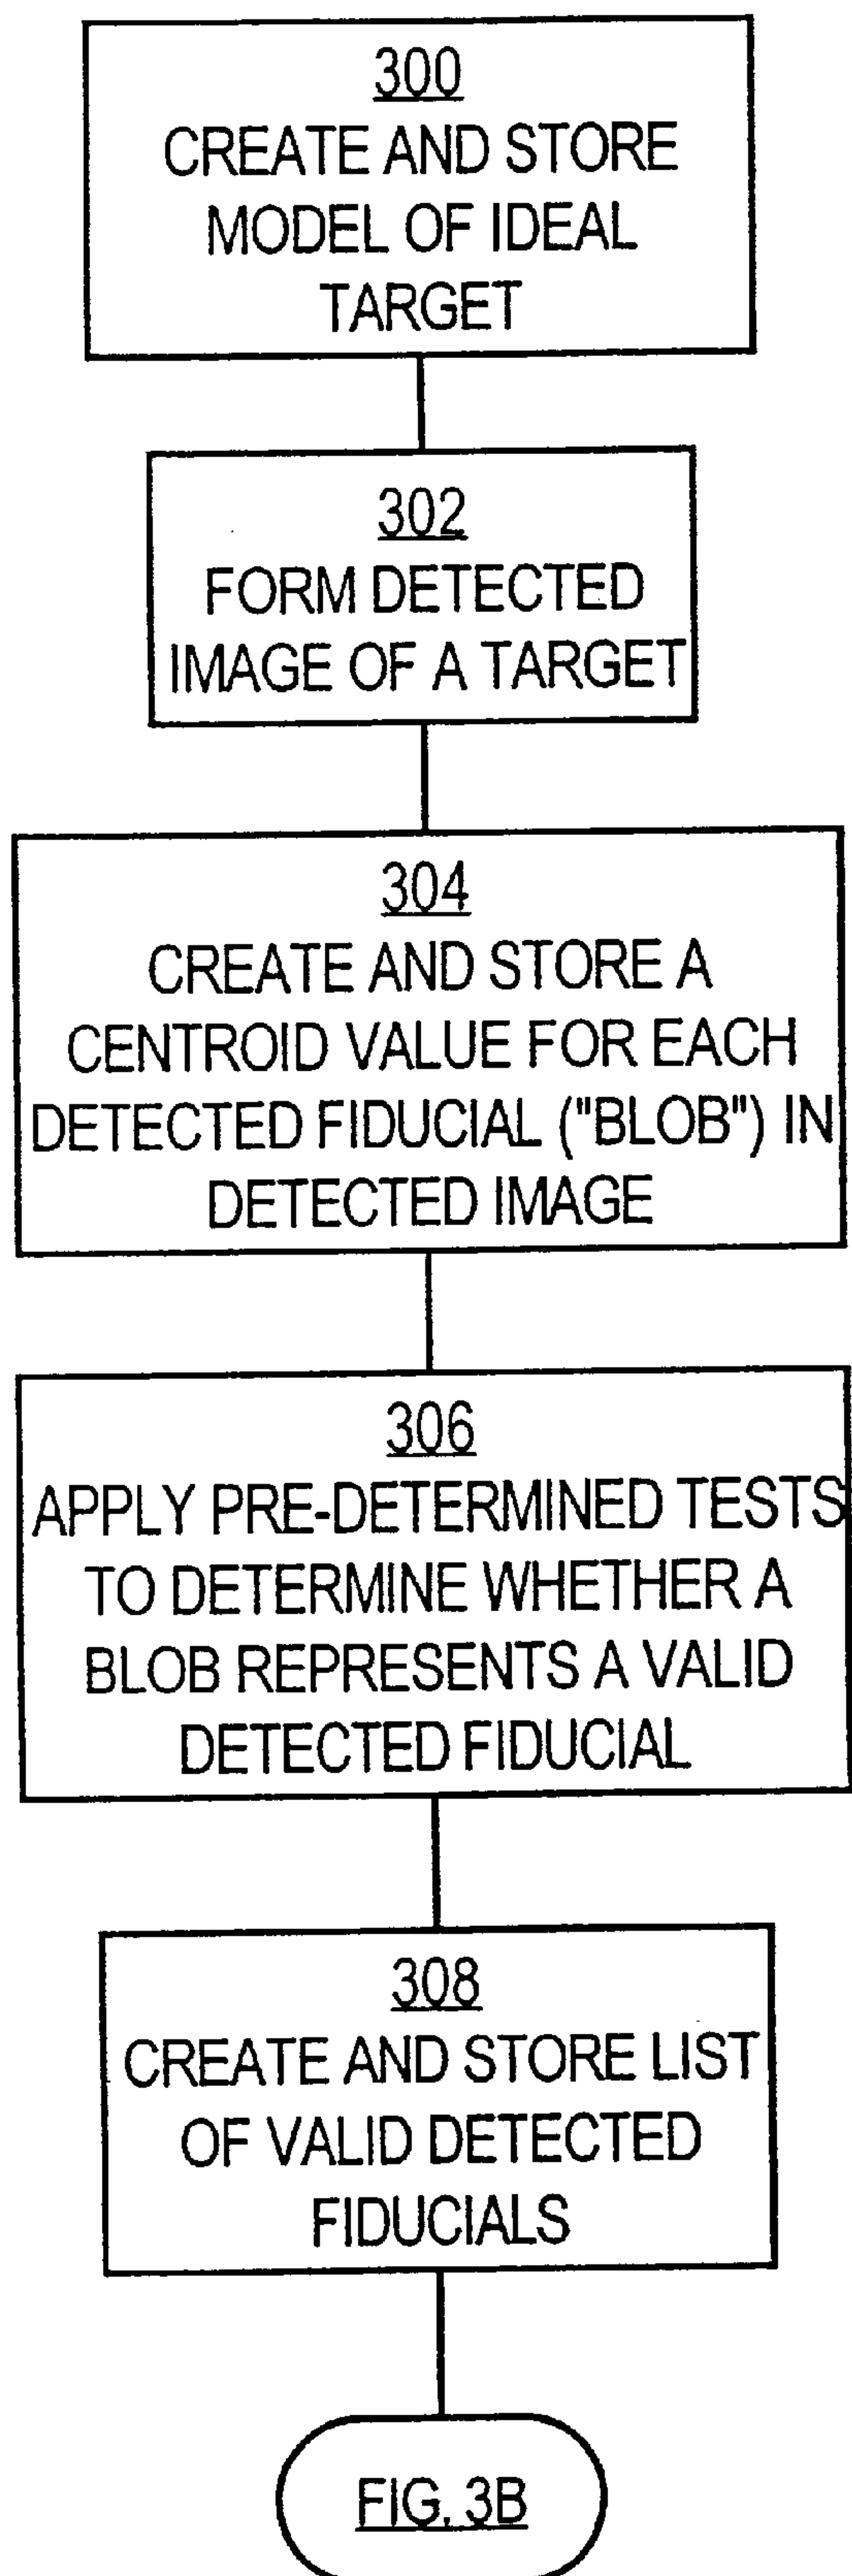 300
CREATE AND STORE
MODEL OF IDEAL
TARGET
302
FORM DETECTED
IMAGE OF A TARGET
304
CREATE AND STORE A
CENTROID VALUE FOR EACH
DETECTED FIDUCIAL ("BLOB") IN
DETECTED IMAGE
306
APPLY PRE-DETERMINED TESTS
TO DETERMINE WHETHER A
BLOB REPRESENTS A VALID
DETECTED FIDUCIAL
308
CREATE AND STORE LIST
OF VALID DETECTED
FIDUCIALS
FIG. 3B